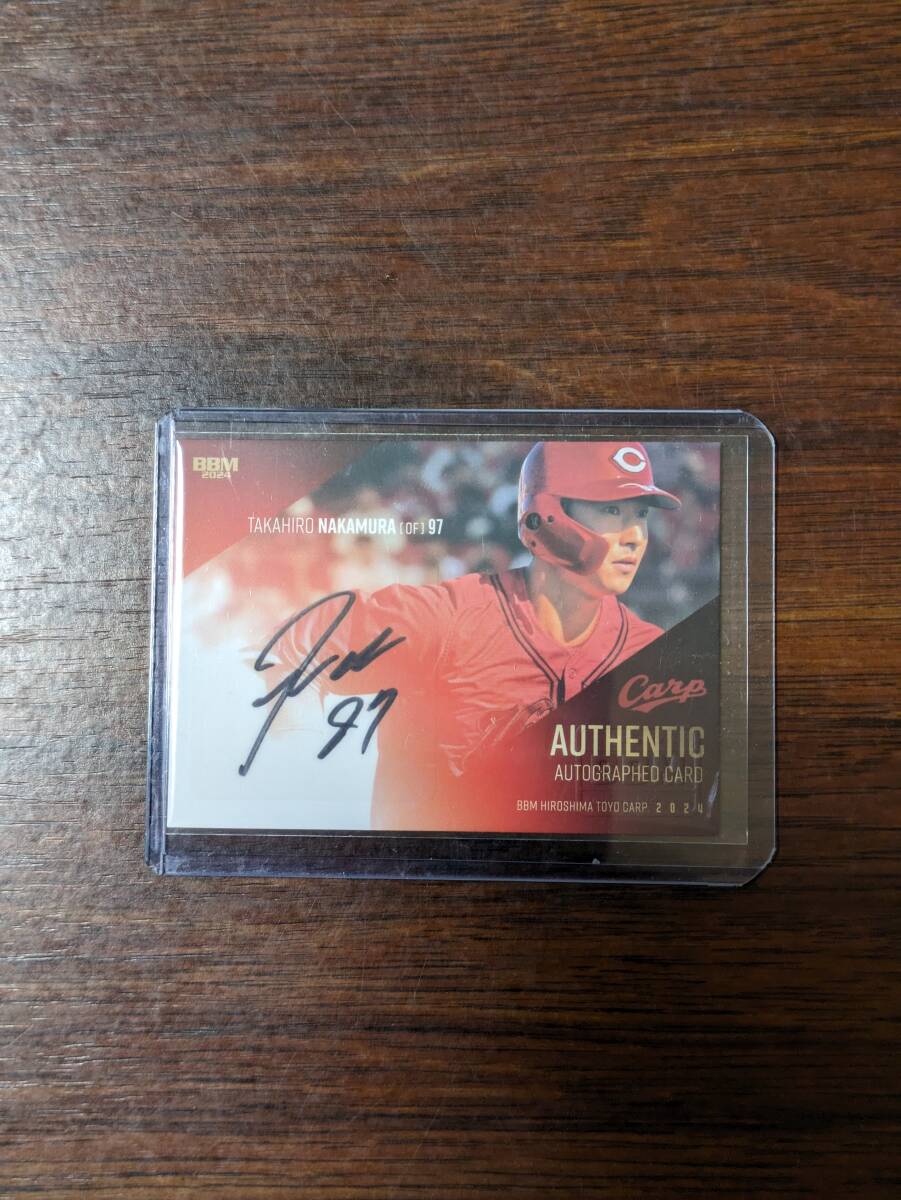 BBM
2024
TAKAHIRO NAKAMURA [OF] 97
C
97
Carp
AUTHENTIC
AUTOGRAPHED CARD
BBM HIROSHIMA TOYO CARP 2024